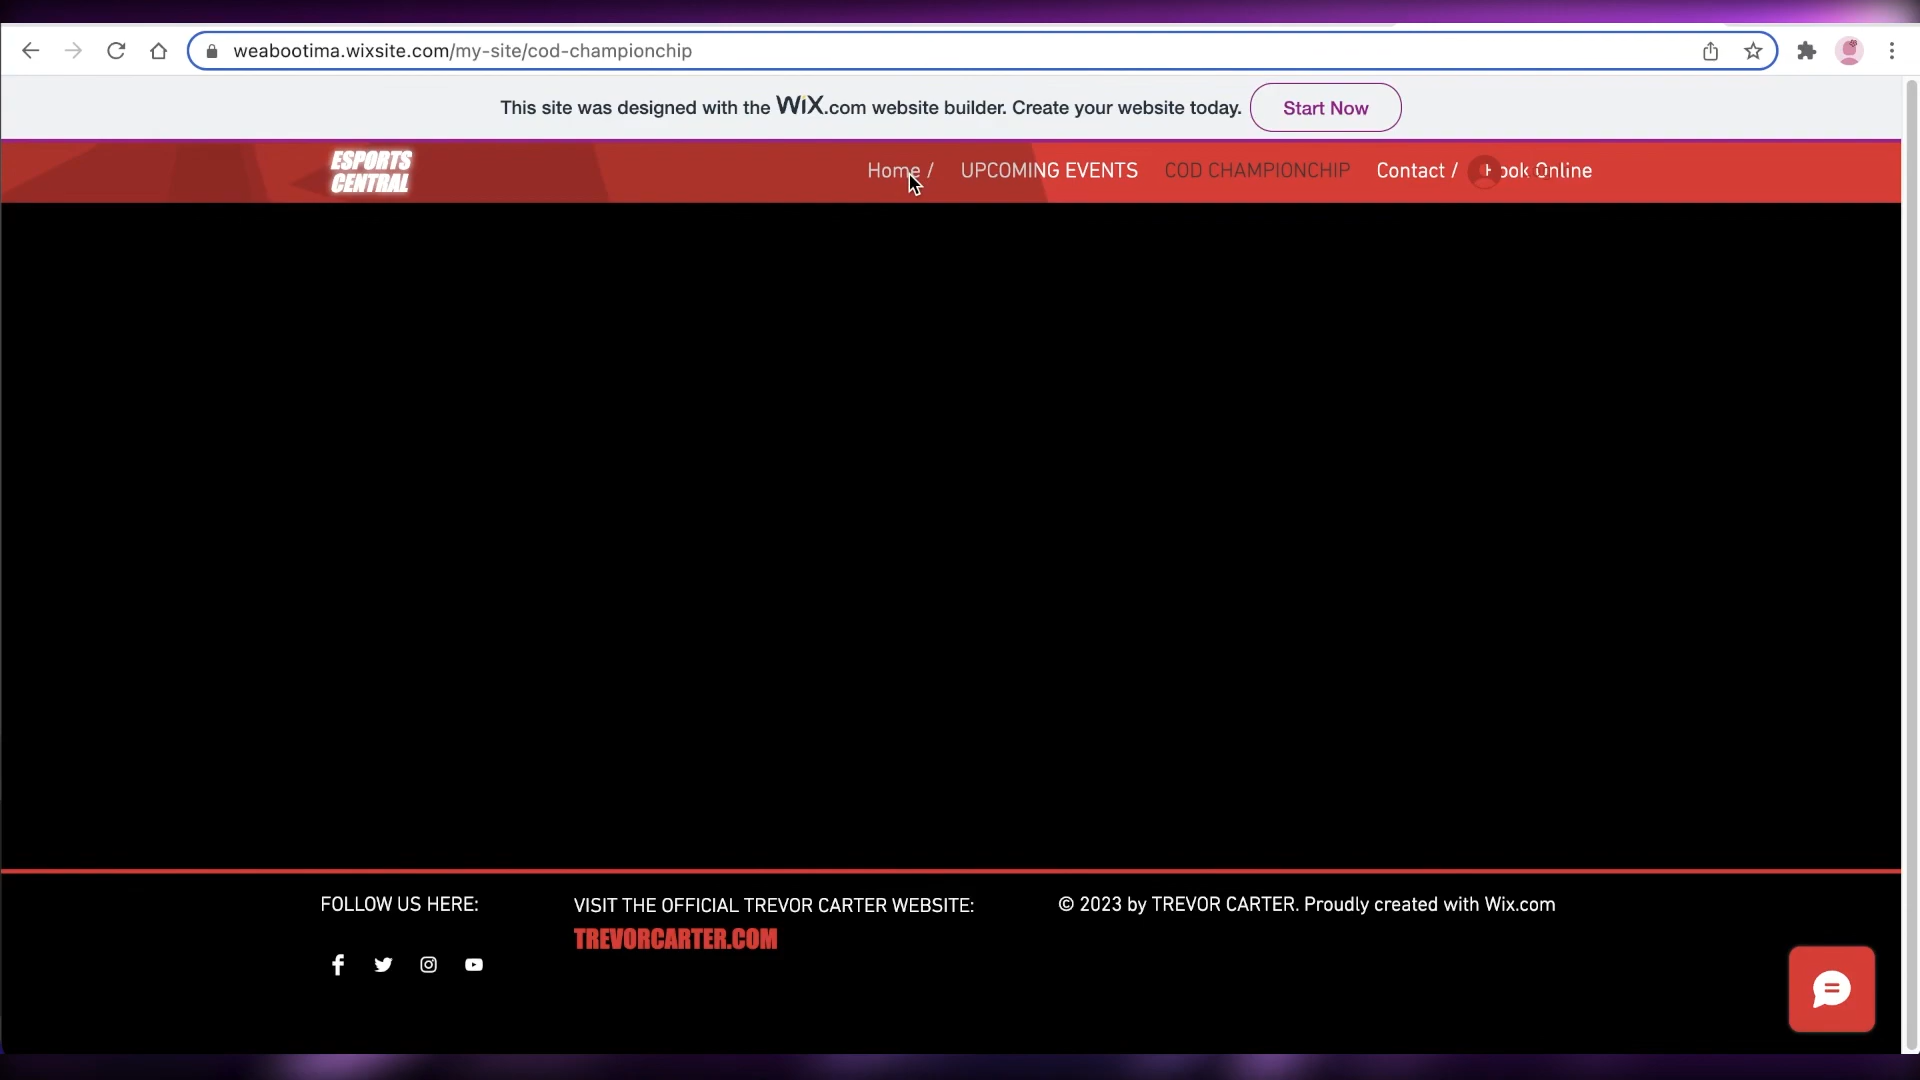 weabootima.wixsite.com/my-site/cod-championchip
This site was designed with the WiX.com website builder. Create your website today.
Start Now
ESPORTS
CENTRAL
Home /
UPCOMING EVENTS
COD CHAMPIONCHIP
Contact /
Book Online
FOLLOW US HERE:
VISIT THE OFFICIAL TREVOR CARTER WEBSITE:
TREVORCARTER.COM
© 2023 by TREVOR CARTER. Proudly created with Wix.com